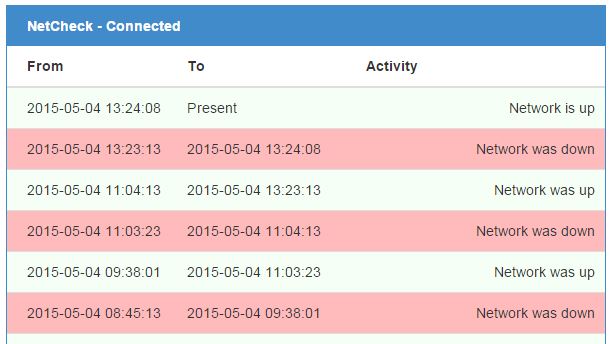 NetCheck - Connected
From To Activity
2015-05-04 13:24:08 Present Network is up
2015-05-04 13:23:13 2015-05-04 13:24:08 Network was down
2015-05-04 11:04:13 2015-05-04 13:23:13 Network was up
2015-05-04 11:03:23 2015-05-04 11:04:13 Network was down
2015-05-04 09:38:01 2015-05-04 11:03:23 Network was up
2015-05-04 08:45:13 2015-05-04 09:38:01 Network was down